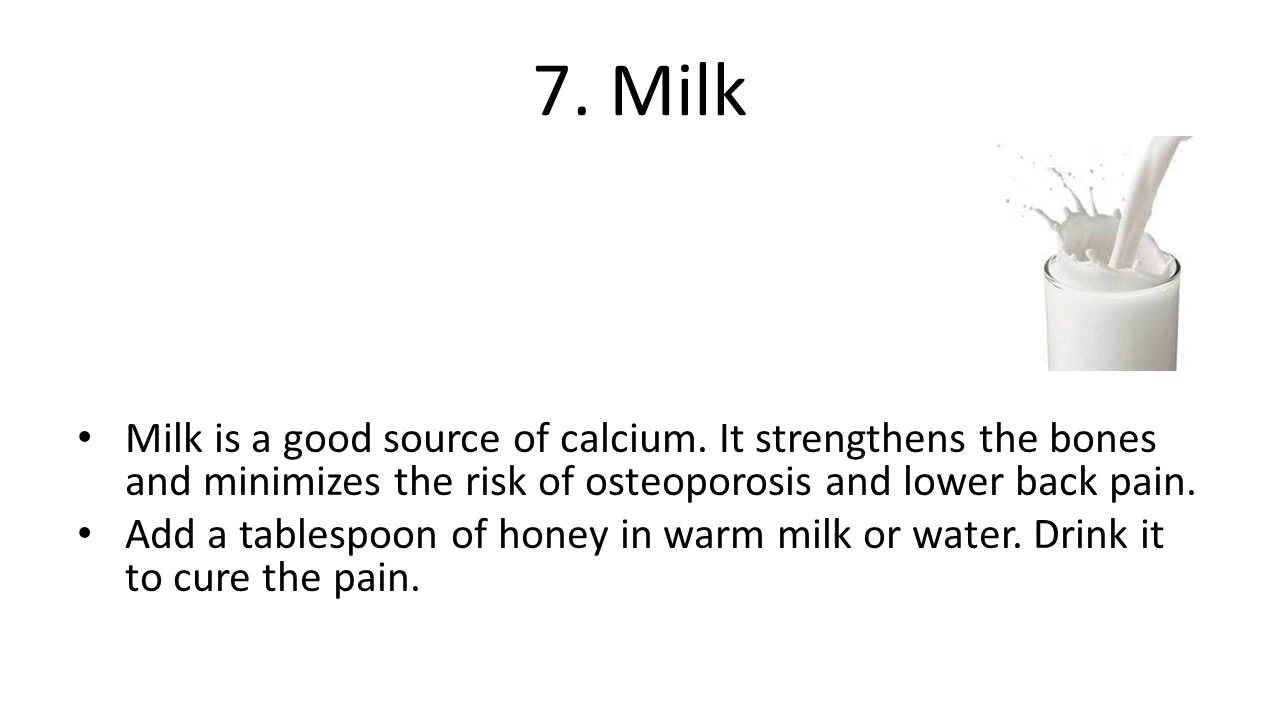 7. Milk
• Milk is a good source of calcium. It strengthens the bones
and minimizes the risk of osteoporosis and lower back pain.
• Add a tablespoon of honey in warm milk or water. Drink it
to cure the pain.